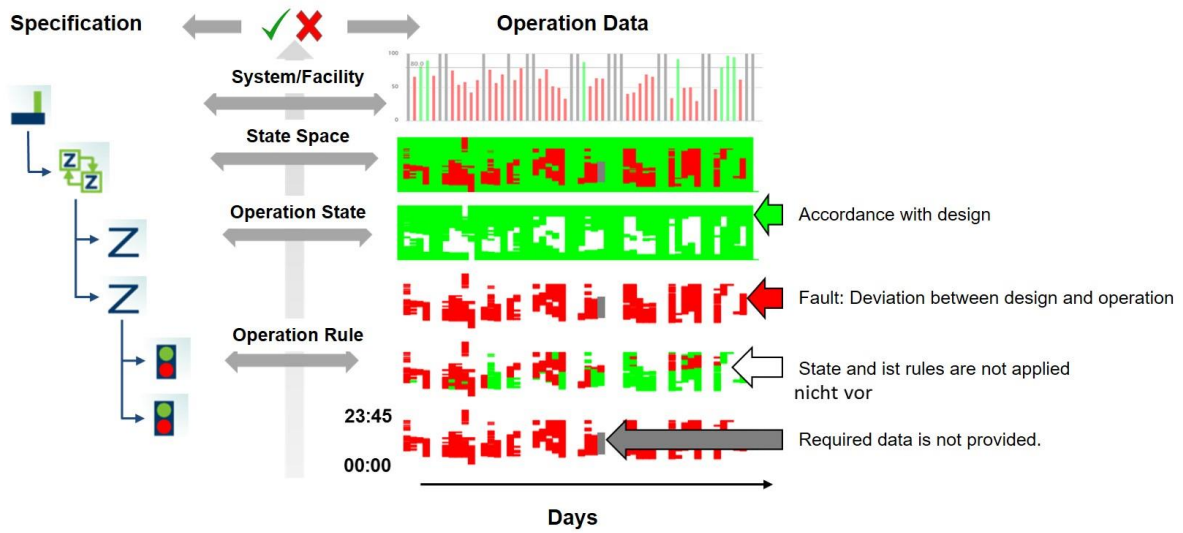 Specification
Operation Data
System/Facility
100
80.0
50
0
State Space
Operation State
Accordance with design
Z
Z
Z
Z
Fault: Deviation between design and operation
Operation Rule
State and ist rules are not applied
nicht vor
23:45
Required data is not provided.
00:00
Days